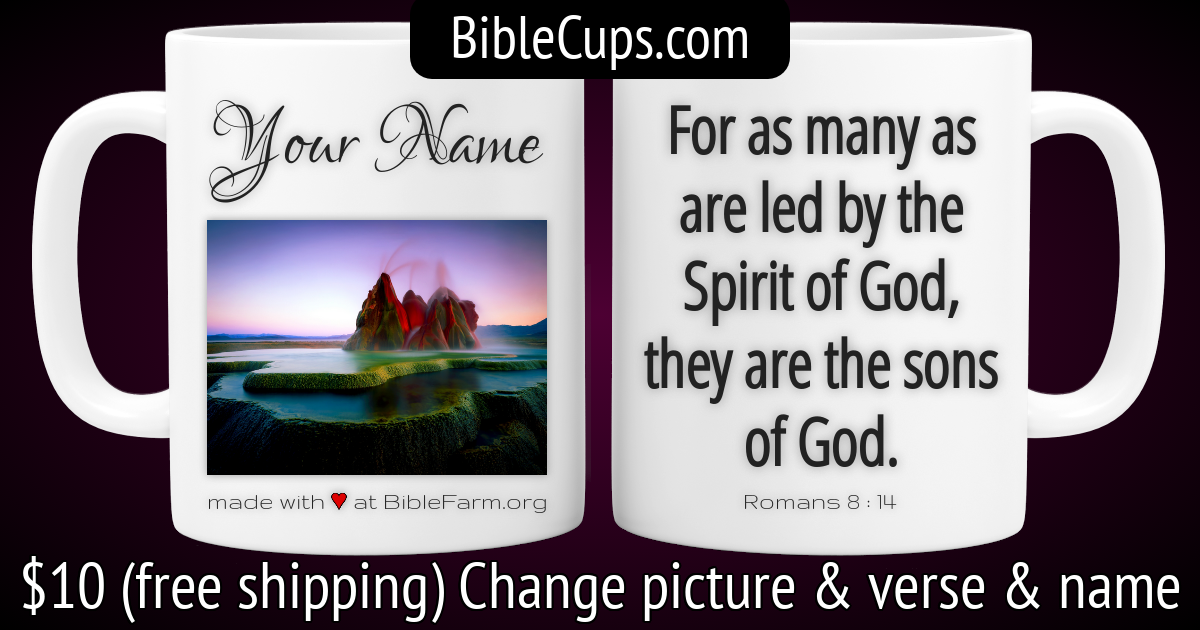 BibleCups.com
Your Name
made with ♥ at BibleFarm.org
For as many as
are led by the
Spirit of God,
they are the sons
of God.
Romans 8 : 14
$10 (free shipping) Change picture & verse & name